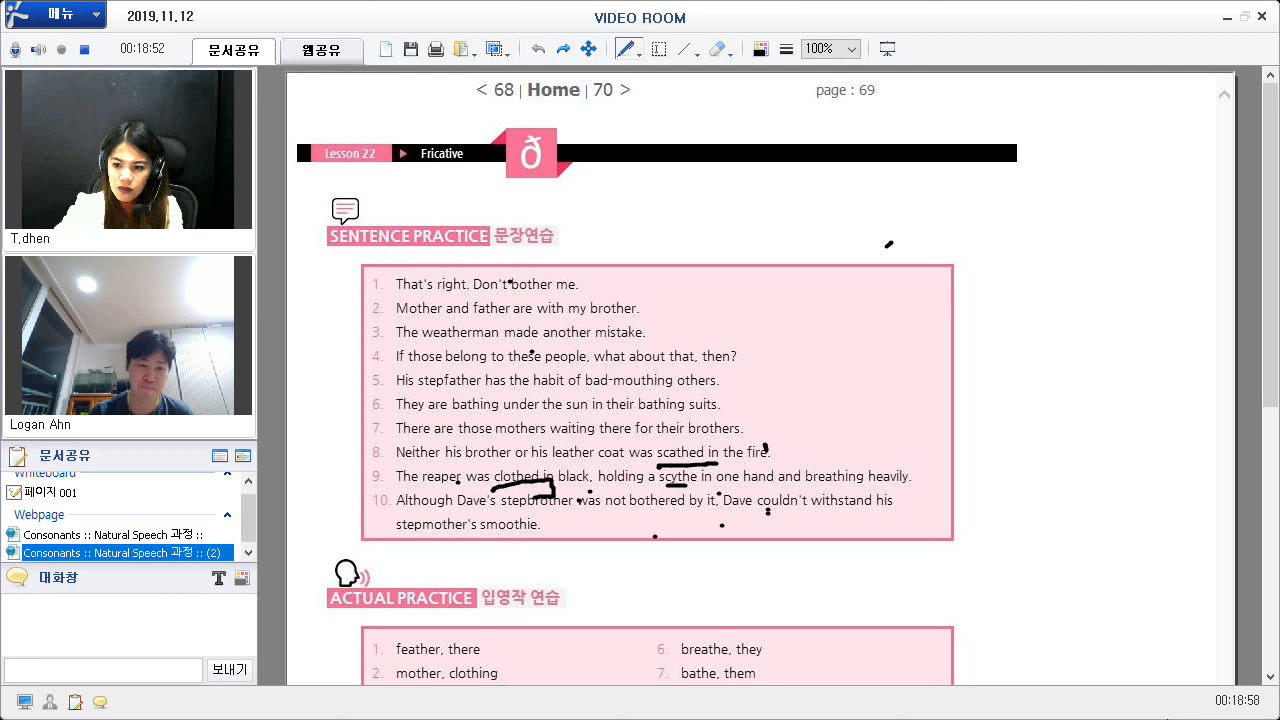 메뉴
2019.11.12
VIDEO ROOM
00:18:52
문서공유
웹공유
100%
T.dhen
Logan Ahn
문서공유
Whiteboard
페이지 001
Webpage
Consonants :: Natural Speech 과정 ::
Consonants :: Natural Speech 과정 :: (2)
대화창
보내기
< 68 | Home | 70 >
page : 69
Lesson 22
Fricative
ð
SENTENCE PRACTICE 문장연습
1. That's right. Don't bother me.
2. Mother and father are with my brother.
3. The weatherman made another mistake.
4. If those belong to these people, what about that, then?
5. His stepfather has the habit of bad-mouthing others.
6. They are bathing under the sun in their bathing suits.
7. There are those mothers waiting there for their brothers.
8. Neither his brother or his leather coat was scathed in the fire.
9. The reaper was clothed in black, holding a scythe in one hand and breathing heavily.
10. Although Dave's stepbrother was not bothered by it, Dave couldn't withstand his
stepmother's smoothie.
ACTUAL PRACTICE 입영작 연습
1. feather, there
2. mother, clothing
6. breathe, they
7. bathe, them
00:18:58